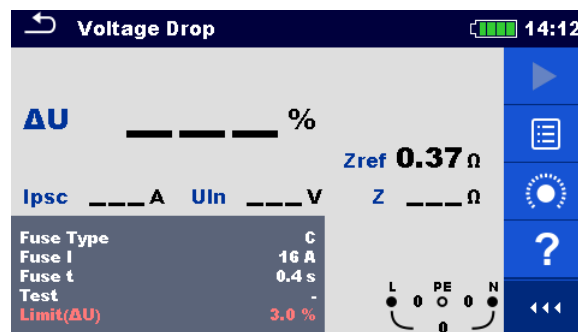 Voltage Drop 14:12
ΔU ___ %
Zref 0.37 Ω
Ipsc ___ A Uln ___ V Z ___ Ω
Fuse Type C
Fuse I 16 A
Fuse t 0.4 s
Test -
Limit(ΔU) 3.0 %
L PE N
0 0
0
?